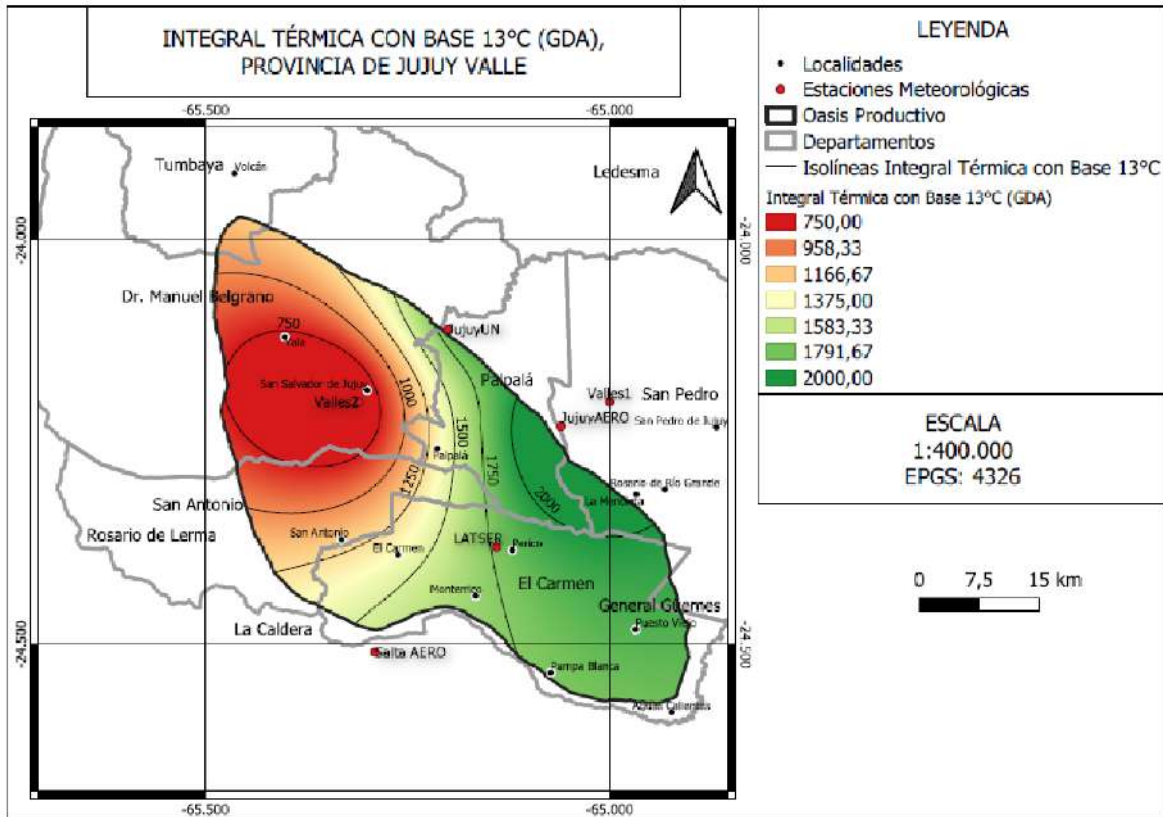 INTEGRAL TÉRMICA CON BASE 13°C (GDA),
PROVINCIA DE JUJUY VALLE
-65.500
-65.000
-24.000
-24.000
Tumbaya
Volcán
Ledesma
Dr. Manuel Belgrano
750
Yala
JujuyUN
San Salvador de Jujuy
Valles2
1000
Palpalá
Valles1
San Pedro
JujuyAERO
San Pedro de Jujuy
1500
Palpalá
1250
1750
2000
Rosario de Río Grande
La Mendieta
San Antonio
Rosario de Lerma
San Antonio
El Carmen
LATSER
Perico
El Carmen
Monterrico
General Güemes
Puesto Viejo
La Caldera
Salta AERO
Pampa Blanca
Aguas Calientes
-24.500
-24.500
-65.500
-65.000
LEYENDA
Localidades
Estaciones Meteorológicas
Oasis Productivo
Departamentos
Isolíneas Integral Térmica con Base 13°C
Integral Térmica con Base 13°C (GDA)
750,00
958,33
1166,67
1375,00
1583,33
1791,67
2000,00
ESCALA
1:400.000
EPGS: 4326
0 7,5 15 km